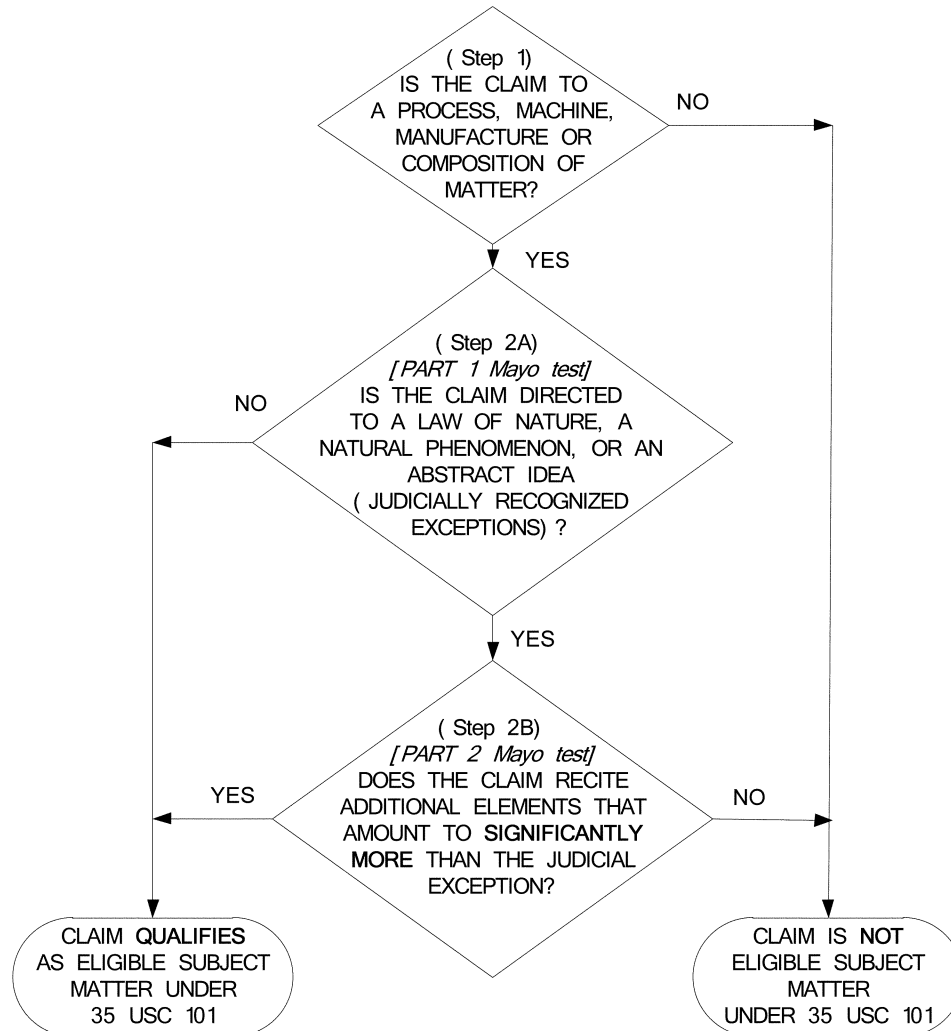 ( Step 1)
IS THE CLAIM TO
A PROCESS, MACHINE,
MANUFACTURE OR
COMPOSITION OF
MATTER?
NO
YES
( Step 2A)
[PART 1 Mayo test]
IS THE CLAIM DIRECTED
TO A LAW OF NATURE, A
NATURAL PHENOMENON, OR AN
ABSTRACT IDEA
( JUDICIALLY RECOGNIZED
EXCEPTIONS) ?
NO
YES
( Step 2B)
[PART 2 Mayo test]
DOES THE CLAIM RECITE
ADDITIONAL ELEMENTS THAT
AMOUNT TO SIGNIFICANTLY
MORE THAN THE JUDICIAL
EXCEPTION?
YES
NO
CLAIM QUALIFIES
AS ELIGIBLE SUBJECT
MATTER UNDER
35 USC 101
CLAIM IS NOT
ELIGIBLE SUBJECT
MATTER
UNDER 35 USC 101